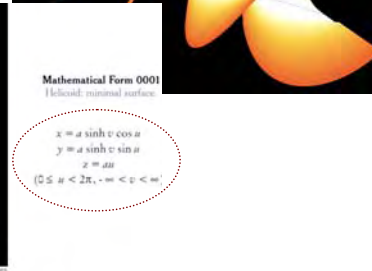 Mathematical Form 0001
Helicoid: minimal surface
x = a sinh v cos u
y = a sinh v sin u
z = au
(0 ≤ u < 2π, -∞ < v < ∞)